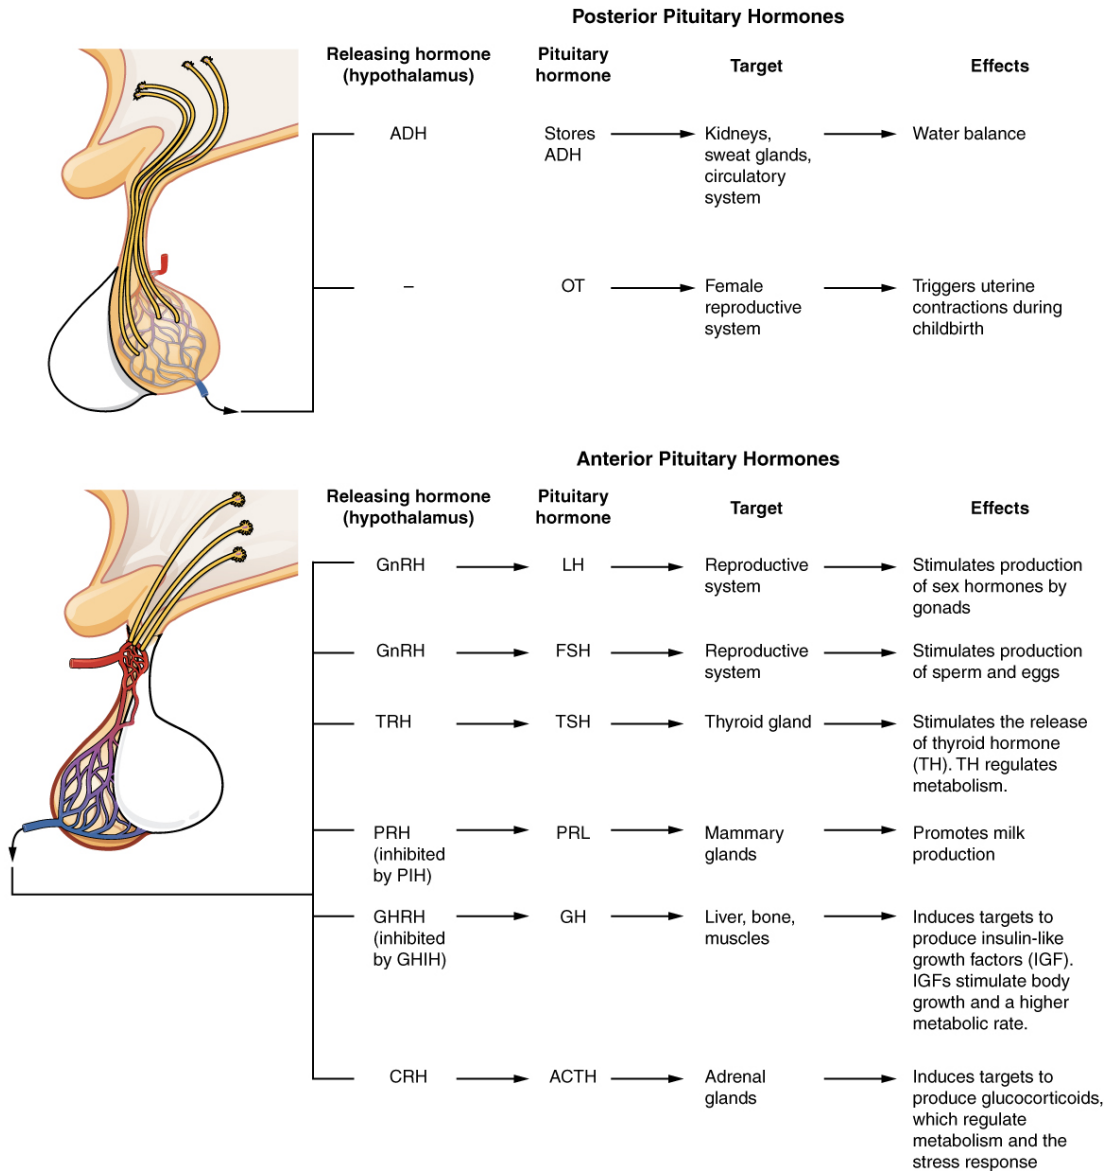 Posterior Pituitary Hormones
Releasing hormone
(hypothalamus)
Pituitary
hormone
Target
Effects
ADH
Stores
ADH
Kidneys,
sweat glands,
circulatory
system
Water balance
–
OT
Female
reproductive
system
Triggers uterine
contractions during
childbirth
Anterior Pituitary Hormones
Releasing hormone
(hypothalamus)
Pituitary
hormone
Target
Effects
GnRH
LH
Reproductive
system
Stimulates production
of sex hormones by
gonads
GnRH
FSH
Reproductive
system
Stimulates production
of sperm and eggs
TRH
TSH
Thyroid gland
Stimulates the release
of thyroid hormone
(TH). TH regulates
metabolism.
PRH
(inhibited
by PIH)
PRL
Mammary
glands
Promotes milk
production
GHRH
(inhibited
by GHIH)
GH
Liver, bone,
muscles
Induces targets to
produce insulin-like
growth factors (IGF).
IGFs stimulate body
growth and a higher
metabolic rate.
CRH
ACTH
Adrenal
glands
Induces targets to
produce glucocorticoids,
which regulate
metabolism and the
stress response